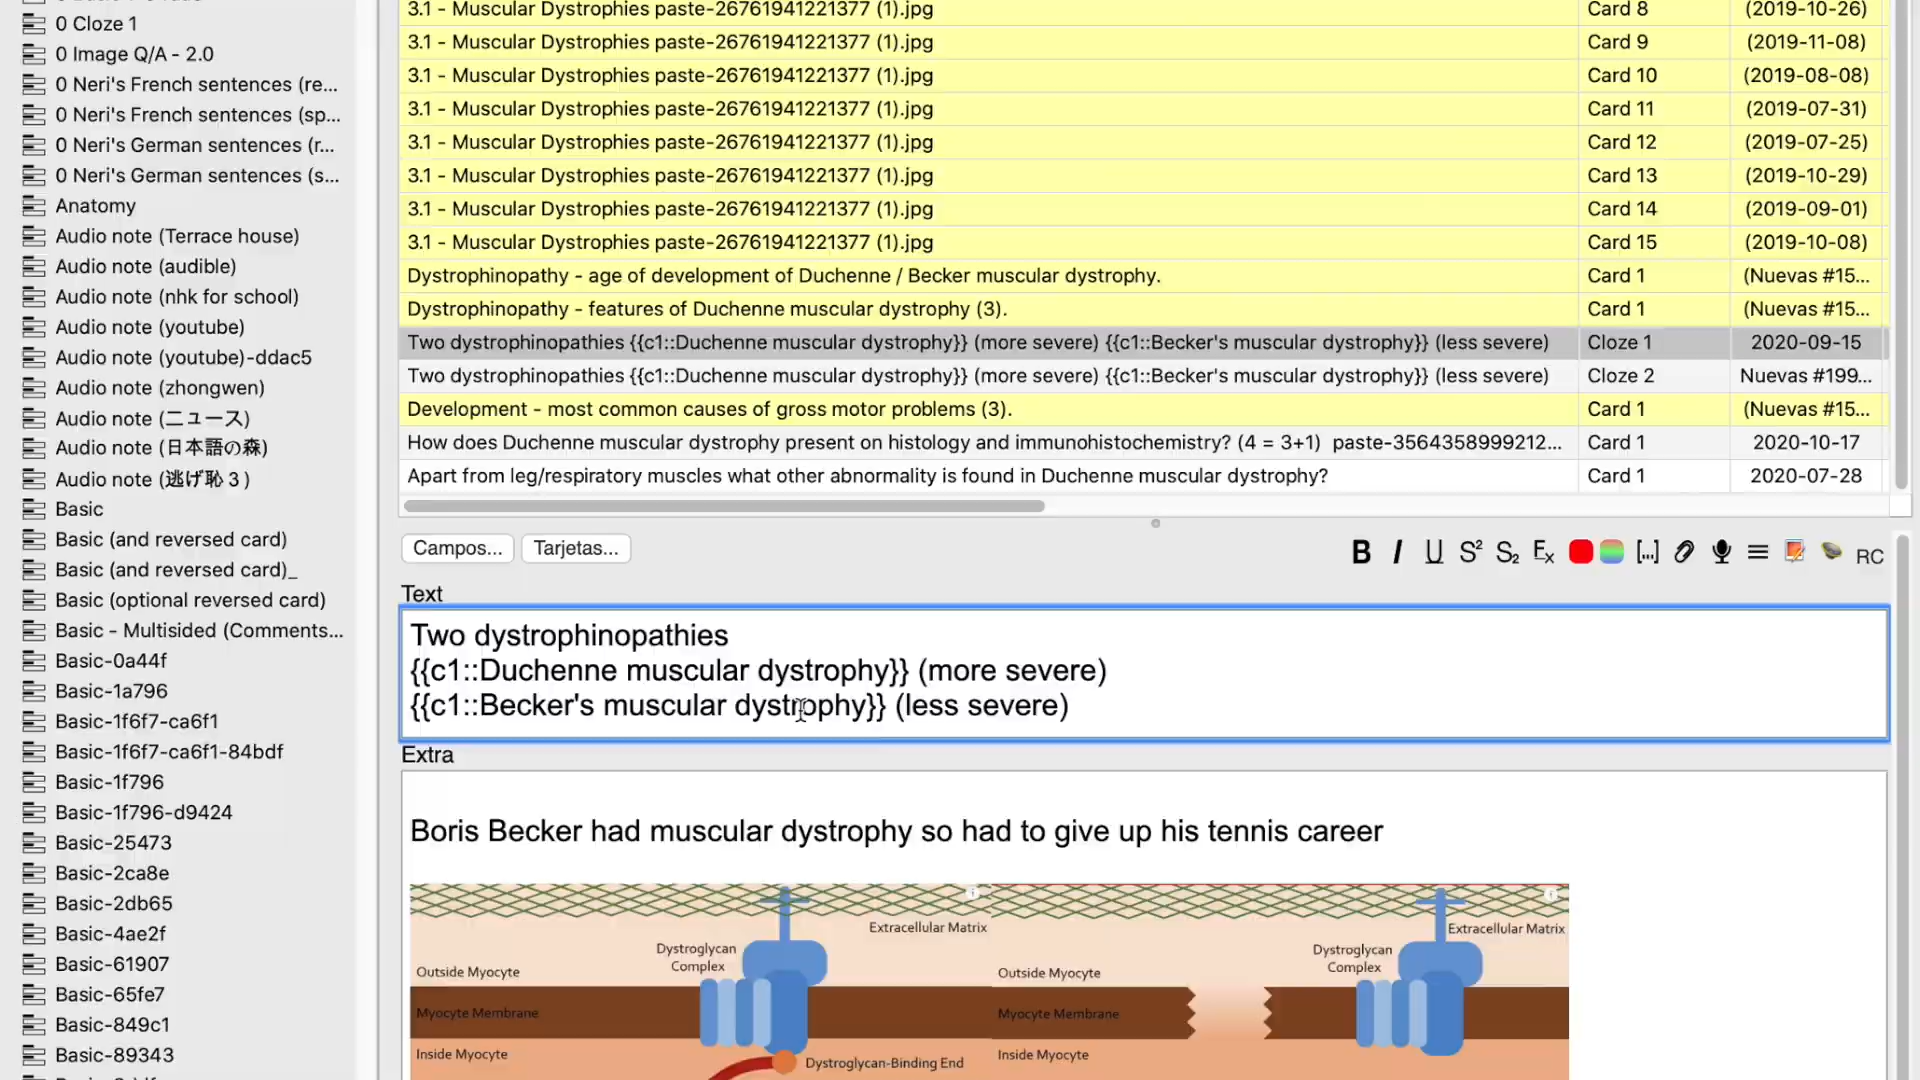 0 Cloze 1
0 Image Q/A - 2.0
0 Neri's French sentences (re...
0 Neri's French sentences (sp...
0 Neri's German sentences (r...
0 Neri's German sentences (s...
Anatomy
Audio note (Terrace house)
Audio note (audible)
Audio note (nhk for school)
Audio note (youtube)
Audio note (youtube)-ddac5
Audio note (zhongwen)
Audio note (ニュース)
Audio note (日本語の森)
Audio note (逃げ恥３)
Basic
Basic (and reversed card)
Basic (and reversed card)_
Basic (optional reversed card)
Basic - Multisided (Comments...
Basic-0a44f
Basic-1a796
Basic-1f6f7-ca6f1
Basic-1f6f7-ca6f1-84bdf
Basic-1f796
Basic-1f796-d9424
Basic-25473
Basic-2ca8e
Basic-2db65
Basic-4ae2f
Basic-61907
Basic-65fe7
Basic-849c1
Basic-89343
3.1 - Muscular Dystrophies paste-26761941221377 (1).jpg Card 8 (2019-10-26)
3.1 - Muscular Dystrophies paste-26761941221377 (1).jpg Card 9 (2019-11-08)
3.1 - Muscular Dystrophies paste-26761941221377 (1).jpg Card 10 (2019-08-08)
3.1 - Muscular Dystrophies paste-26761941221377 (1).jpg Card 11 (2019-07-31)
3.1 - Muscular Dystrophies paste-26761941221377 (1).jpg Card 12 (2019-07-25)
3.1 - Muscular Dystrophies paste-26761941221377 (1).jpg Card 13 (2019-10-29)
3.1 - Muscular Dystrophies paste-26761941221377 (1).jpg Card 14 (2019-09-01)
3.1 - Muscular Dystrophies paste-26761941221377 (1).jpg Card 15 (2019-10-08)
Dystrophinopathy - age of development of Duchenne / Becker muscular dystrophy. Card 1 (Nuevas #15...
Dystrophinopathy - features of Duchenne muscular dystrophy (3). Card 1 (Nuevas #15...
Two dystrophinopathies {{c1::Duchenne muscular dystrophy}} (more severe) {{c1::Becker's muscular dystrophy}} (less severe) Cloze 1 2020-09-15
Two dystrophinopathies {{c1::Duchenne muscular dystrophy}} (more severe) {{c1::Becker's muscular dystrophy}} (less severe) Cloze 2 Nuevas #199...
Development - most common causes of gross motor problems (3). Card 1 (Nuevas #15...
How does Duchenne muscular dystrophy present on histology and immunohistochemistry? (4 = 3+1) paste-3564358999212... Card 1 2020-10-17
Apart from leg/respiratory muscles what other abnormality is found in Duchenne muscular dystrophy? Card 1 2020-07-28
Campos... Tarjetas... B I U S² S₂ Fx [...] RC
Text
Two dystrophinopathies
{{c1::Duchenne muscular dystrophy}} (more severe)
{{c1::Becker's muscular dystrophy}} (less severe)
Extra
Boris Becker had muscular dystrophy so had to give up his tennis career
Extracellular Matrix
Dystroglycan
Complex
Outside Myocyte
Myocyte Membrane
Inside Myocyte
Dystroglycan-Binding End
Extracellular Matrix
Dystroglycan
Complex
Outside Myocyte
Myocyte Membrane
Inside Myocyte